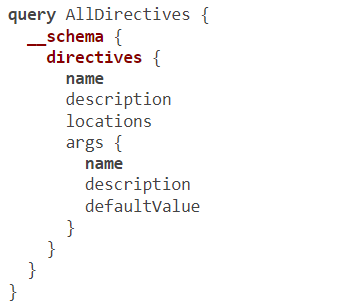 query AllDirectives {
  __schema {
    directives {
      name
      description
      locations
      args {
        name
        description
        defaultValue
      }
    }
  }
}